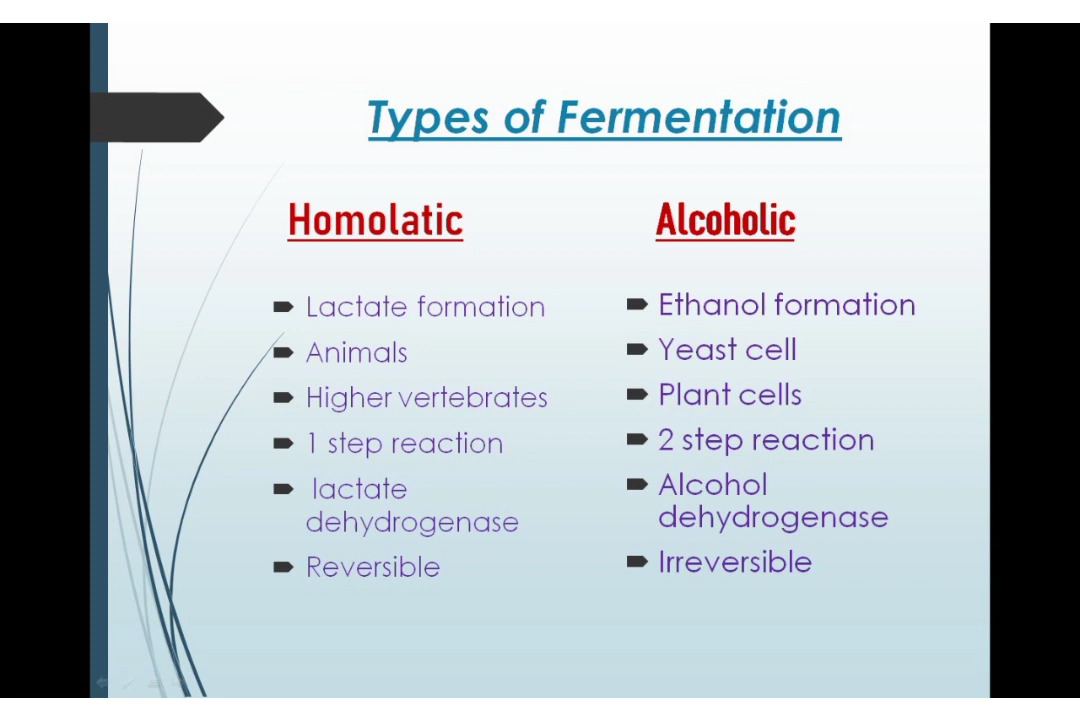 Types of Fermentation
Homolatic
Lactate formation
Animals
Higher vertebrates
1 step reaction
lactate
dehydrogenase
Reversible
Alcoholic
Ethanol formation
Yeast cell
Plant cells
2 step reaction
Alcohol
dehydrogenase
Irreversible